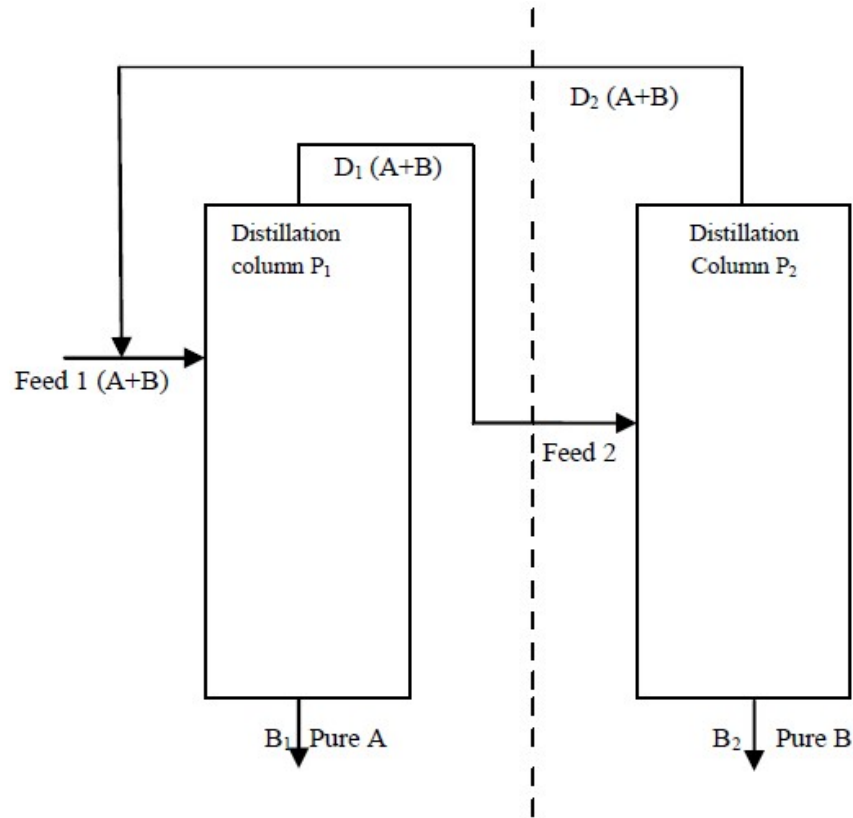 D₂ (A+B)
D₁ (A+B)
Distillation
column P₁
Distillation
Column P₂
Feed 1 (A+B)
Feed 2
B₁ Pure A
B₂ Pure B